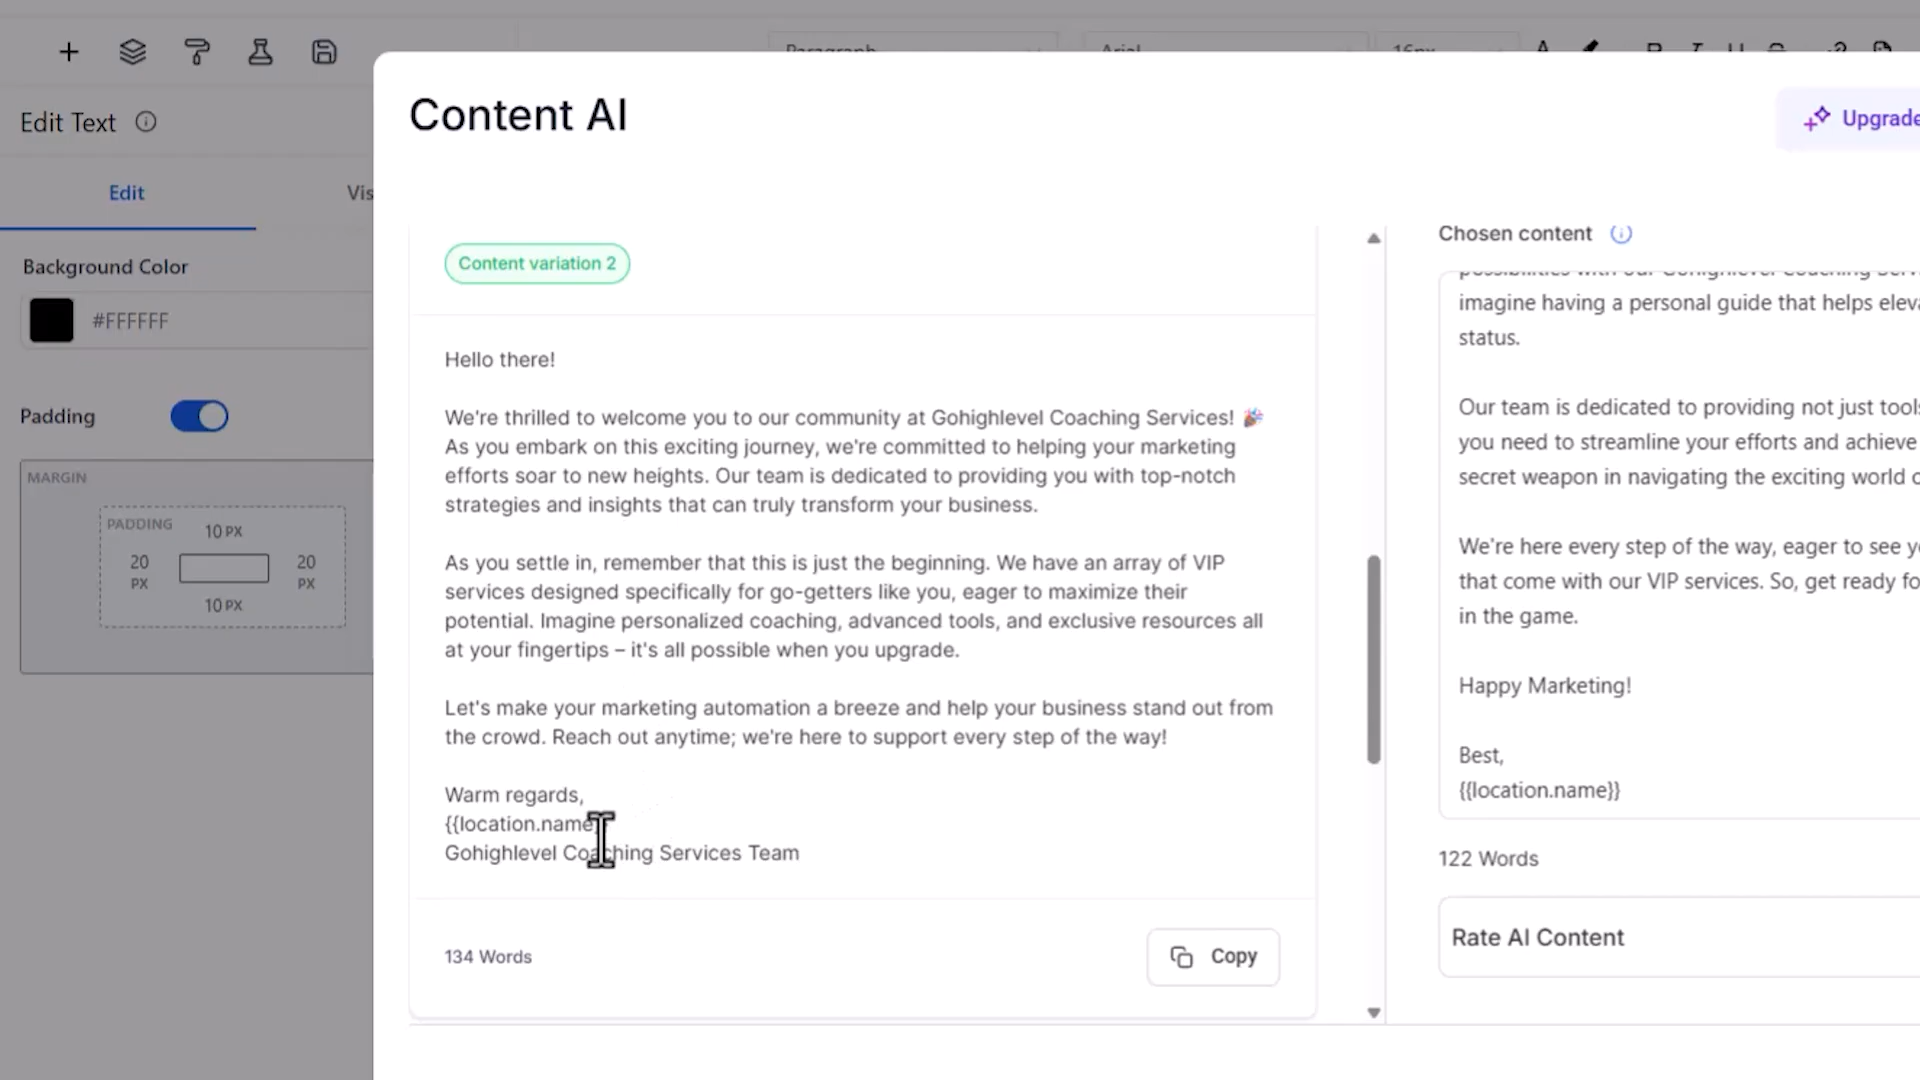 Paragraph
Arial
16px
Edit Text
Content AI
Upgrade
Edit
Vis
Background Color
#FFFFFF
Padding
MARGIN
PADDING
10 PX
20 PX
20 PX
10 PX
Content variation 2
Hello there!
We're thrilled to welcome you to our community at Gohighlevel Coaching Services! 🎉
As you embark on this exciting journey, we're committed to helping your marketing
efforts soar to new heights. Our team is dedicated to providing you with top-notch
strategies and insights that can truly transform your business.
As you settle in, remember that this is just the beginning. We have an array of VIP
services designed specifically for go-getters like you, eager to maximize their
potential. Imagine personalized coaching, advanced tools, and exclusive resources all
at your fingertips – it's all possible when you upgrade.
Let's make your marketing automation a breeze and help your business stand out from
the crowd. Reach out anytime; we're here to support every step of the way!
Warm regards,
{{location.name
Gohighlevel Coaching Services Team
134 Words
Copy
Chosen content
possibilities with our Gohighlevel Coaching Serv
imagine having a personal guide that helps eleva
status.
Our team is dedicated to providing not just tools
you need to streamline your efforts and achieve
secret weapon in navigating the exciting world o
We're here every step of the way, eager to see y
that come with our VIP services. So, get ready fo
in the game.
Happy Marketing!
Best,
{{location.name}}
122 Words
Rate AI Content